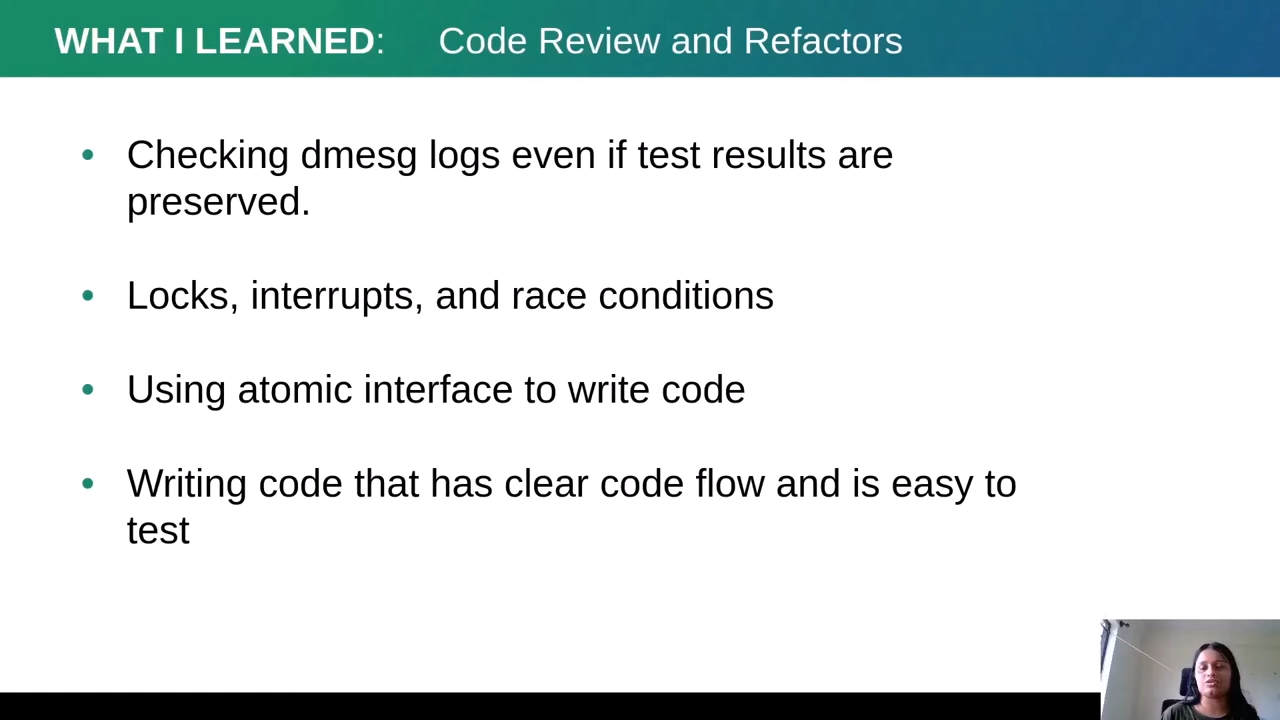 WHAT I LEARNED: Code Review and Refactors
• Checking dmesg logs even if test results are
preserved.
• Locks, interrupts, and race conditions
• Using atomic interface to write code
• Writing code that has clear code flow and is easy to
test